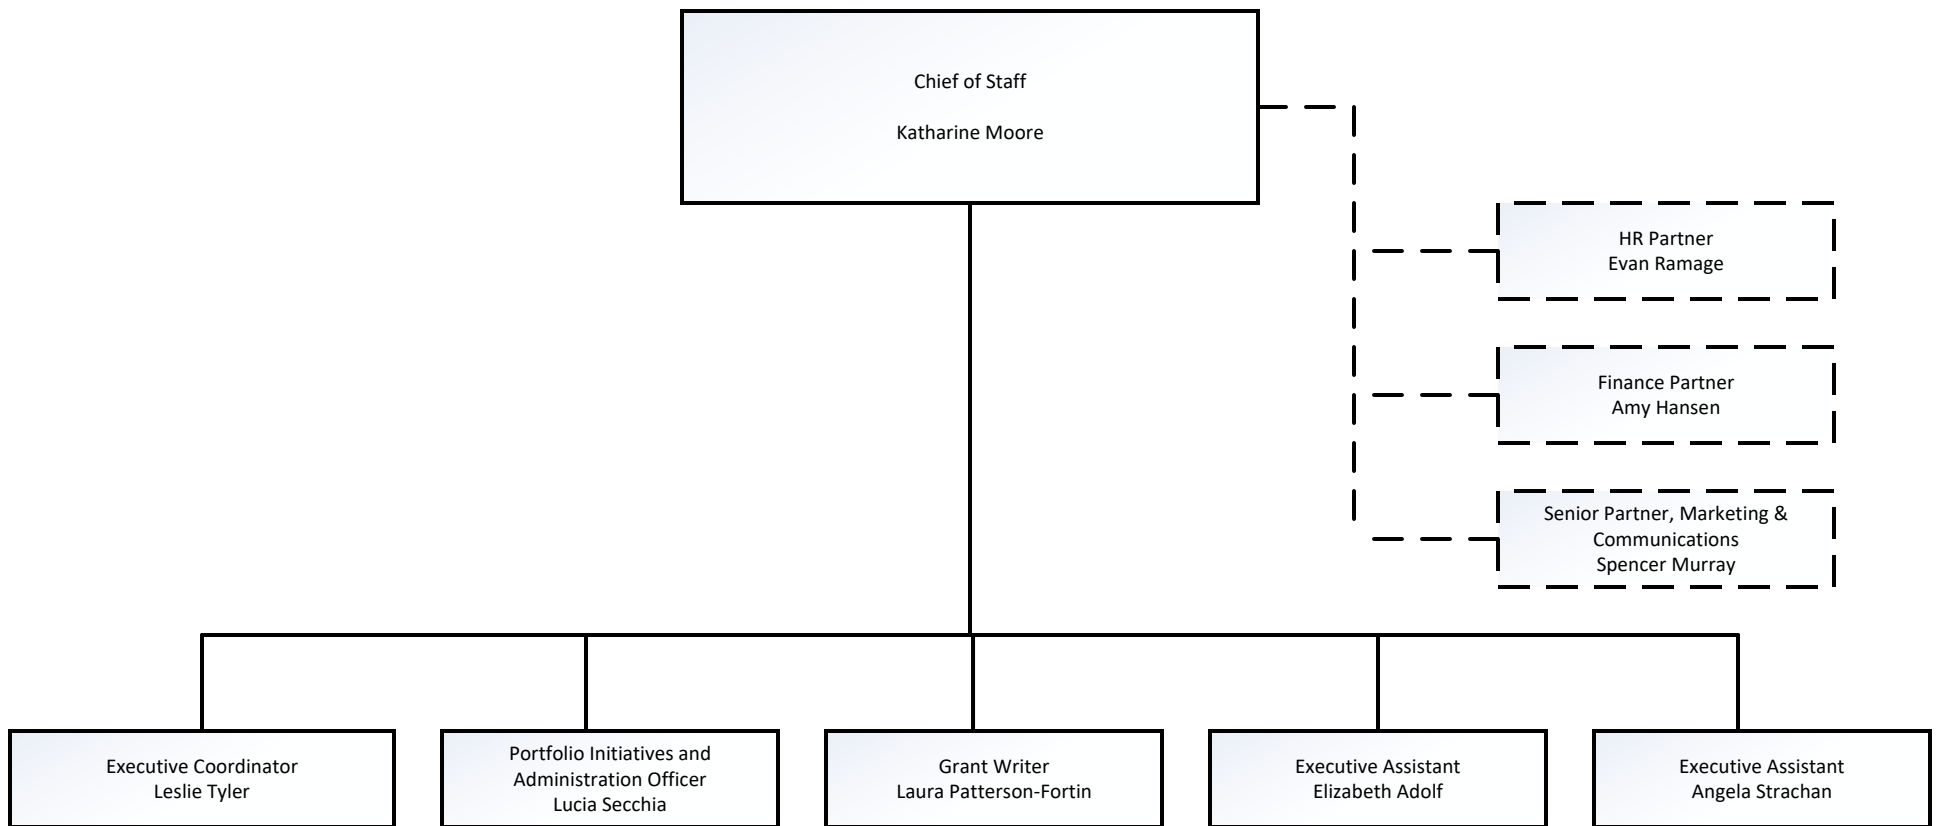 Chief of Staff
Katharine Moore
HR Partner
Evan Ramage
Finance Partner
Amy Hansen
Senior Partner, Marketing &
Communications
Spencer Murray
Executive Coordinator
Leslie Tyler
Portfolio Initiatives and
Administration Officer
Lucia Secchia
Grant Writer
Laura Patterson-Fortin
Executive Assistant
Elizabeth Adolf
Executive Assistant
Angela Strachan